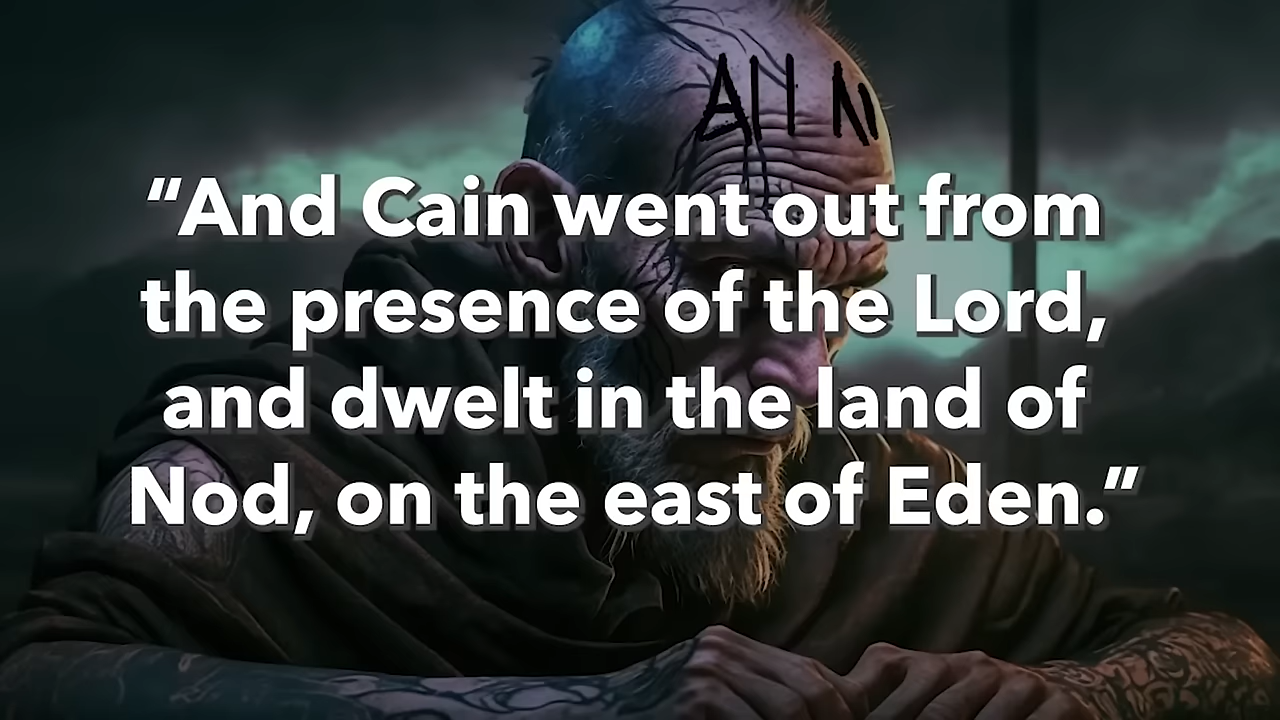 “And Cain went out from
the presence of the Lord,
and dwelt in the land of
Nod, on the east of Eden.”